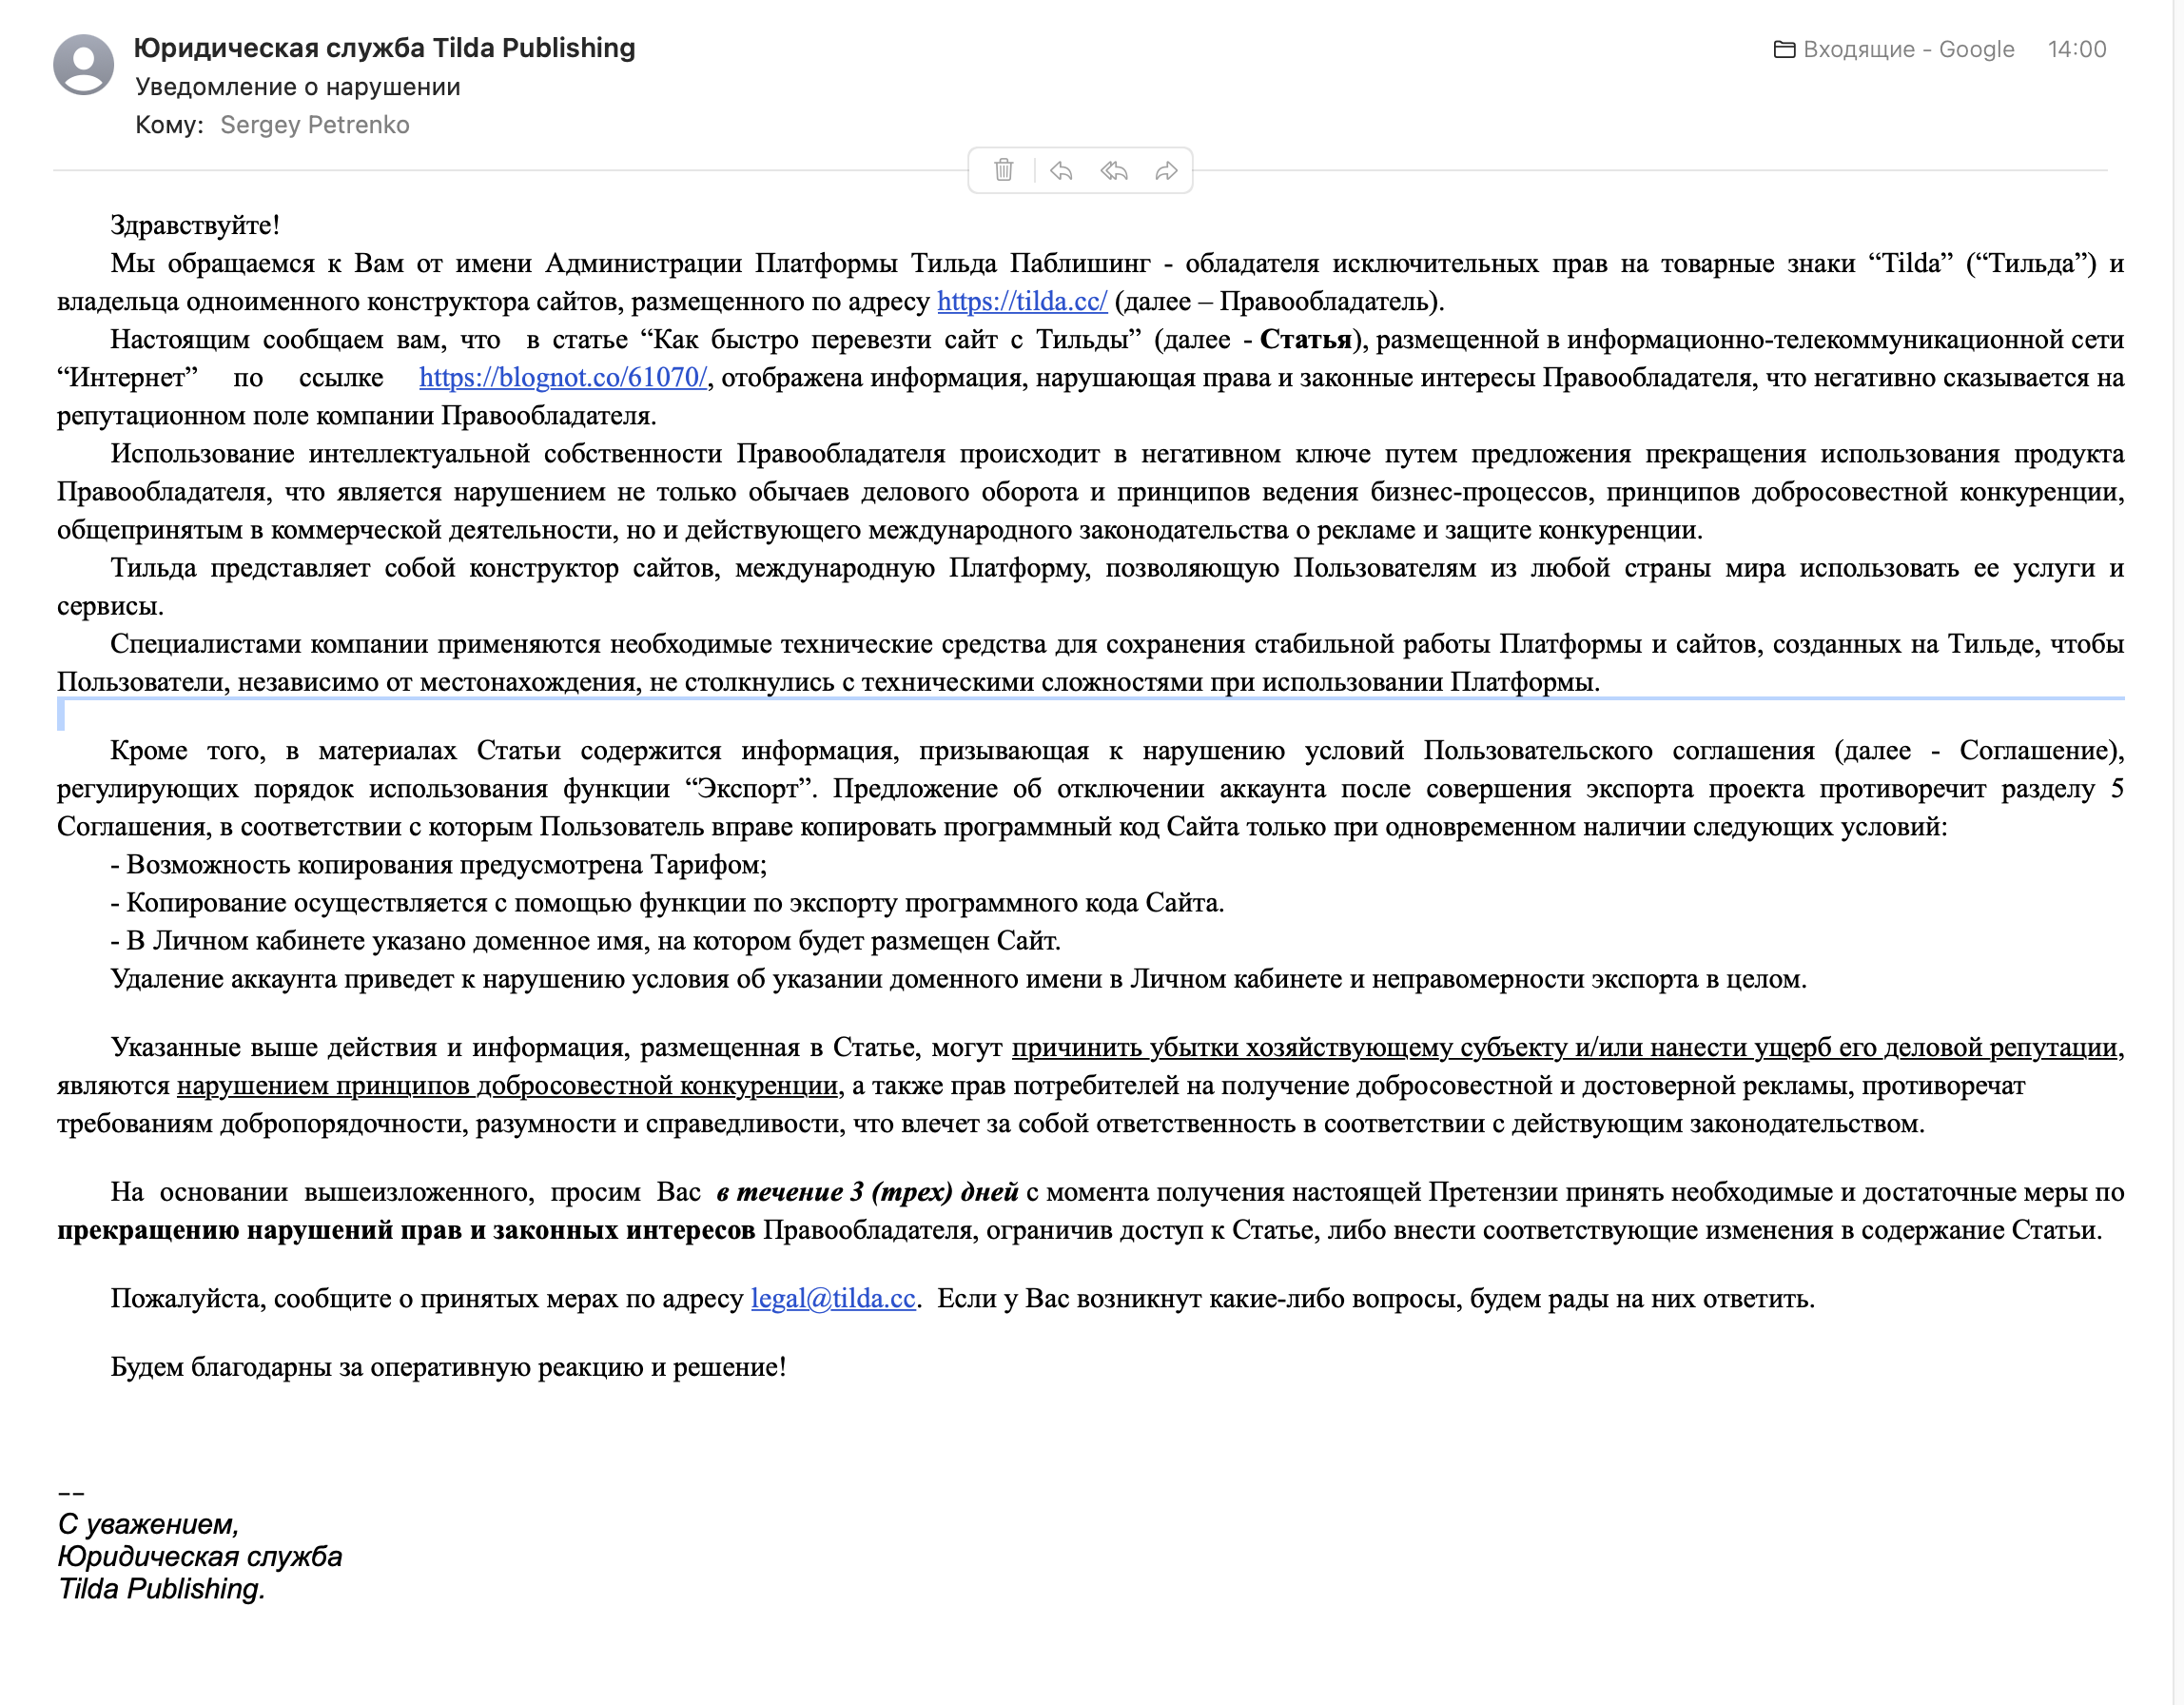 Юридическая служба Tilda Publishing
Входящие - Google 14:00
Уведомление о нарушении
Кому: Sergey Petrenko
Здравствуйте!
Мы обращаемся к Вам от имени Администрации Платформы Тильда Паблишинг - обладателя исключительных прав на товарные знаки “Tilda” (“Тильда”) и
владельца одноименного конструктора сайтов, размещенного по адресу https://tilda.cc/ (далее – Правообладатель).
Настоящим сообщаем вам, что в статье “Как быстро перевезти сайт с Тильды” (далее - Статья), размещенной в информационно-телекоммуникационной сети
“Интернет” по ссылке https://blognot.co/61070/, отображена информация, нарушающая права и законные интересы Правообладателя, что негативно сказывается на
репутационном поле компании Правообладателя.
Использование интеллектуальной собственности Правообладателя происходит в негативном ключе путем предложения прекращения использования продукта
Правообладателя, что является нарушением не только обычаев делового оборота и принципов ведения бизнес-процессов, принципов добросовестной конкуренции,
общепринятым в коммерческой деятельности, но и действующего международного законодательства о рекламе и защите конкуренции.
Тильда представляет собой конструктор сайтов, международную Платформу, позволяющую Пользователям из любой страны мира использовать ее услуги и
сервисы.
Специалистами компании применяются необходимые технические средства для сохранения стабильной работы Платформы и сайтов, созданных на Тильде, чтобы
Пользователи, независимо от местонахождения, не столкнулись с техническими сложностями при использовании Платформы.
Кроме того, в материалах Статьи содержится информация, призывающая к нарушению условий Пользовательского соглашения (далее - Соглашение),
регулирующих порядок использования функции “Экспорт”. Предложение об отключении аккаунта после совершения экспорта проекта противоречит разделу 5
Соглашения, в соответствии с которым Пользователь вправе копировать программный код Сайта только при одновременном наличии следующих условий:
- Возможность копирования предусмотрена Тарифом;
- Копирование осуществляется с помощью функции по экспорту программного кода Сайта.
- В Личном кабинете указано доменное имя, на котором будет размещен Сайт.
Удаление аккаунта приведет к нарушению условия об указании доменного имени в Личном кабинете и неправомерности экспорта в целом.
Указанные выше действия и информация, размещенная в Статье, могут причинить убытки хозяйствующему субъекту и/или нанести ущерб его деловой репутации,
являются нарушением принципов добросовестной конкуренции, а также прав потребителей на получение добросовестной и достоверной рекламы, противоречат
требованиям добропорядочности, разумности и справедливости, что влечет за собой ответственность в соответствии с действующим законодательством.
На основании вышеизложенного, просим Вас в течение 3 (трех) дней с момента получения настоящей Претензии принять необходимые и достаточные меры по
прекращению нарушений прав и законных интересов Правообладателя, ограничив доступ к Статье, либо внести соответствующие изменения в содержание Статьи.
Пожалуйста, сообщите о принятых мерах по адресу legal@tilda.cc. Если у Вас возникнут какие-либо вопросы, будем рады на них ответить.
Будем благодарны за оперативную реакцию и решение!
--
С уважением,
Юридическая служба
Tilda Publishing.